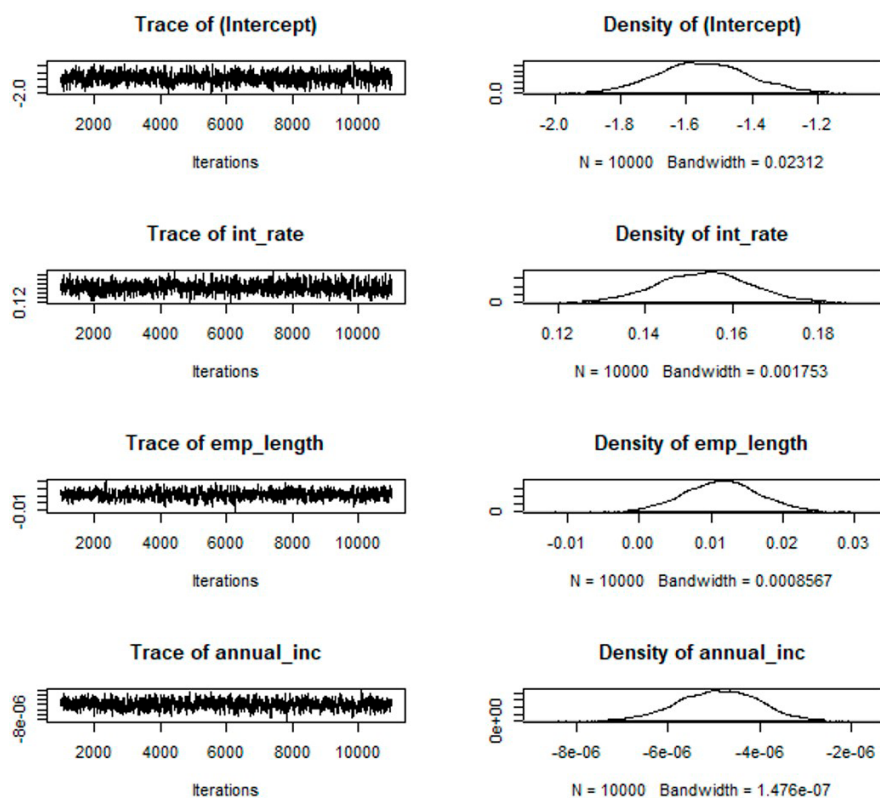 Trace of (Intercept)
-2.0
2000 4000 6000 8000 10000
Iterations
Density of (Intercept)
0.0
-2.0 -1.8 -1.6 -1.4 -1.2
N = 10000 Bandwidth = 0.02312
Trace of int_rate
0.12
2000 4000 6000 8000 10000
Iterations
Density of int_rate
0
0.12 0.14 0.16 0.18
N = 10000 Bandwidth = 0.001753
Trace of emp_length
-0.01
2000 4000 6000 8000 10000
Iterations
Density of emp_length
0
-0.01 0.00 0.01 0.02 0.03
N = 10000 Bandwidth = 0.0008567
Trace of annual_inc
-8e-06
2000 4000 6000 8000 10000
Iterations
Density of annual_inc
0e+00
-8e-06 -6e-06 -4e-06 -2e-06
N = 10000 Bandwidth = 1.476e-07